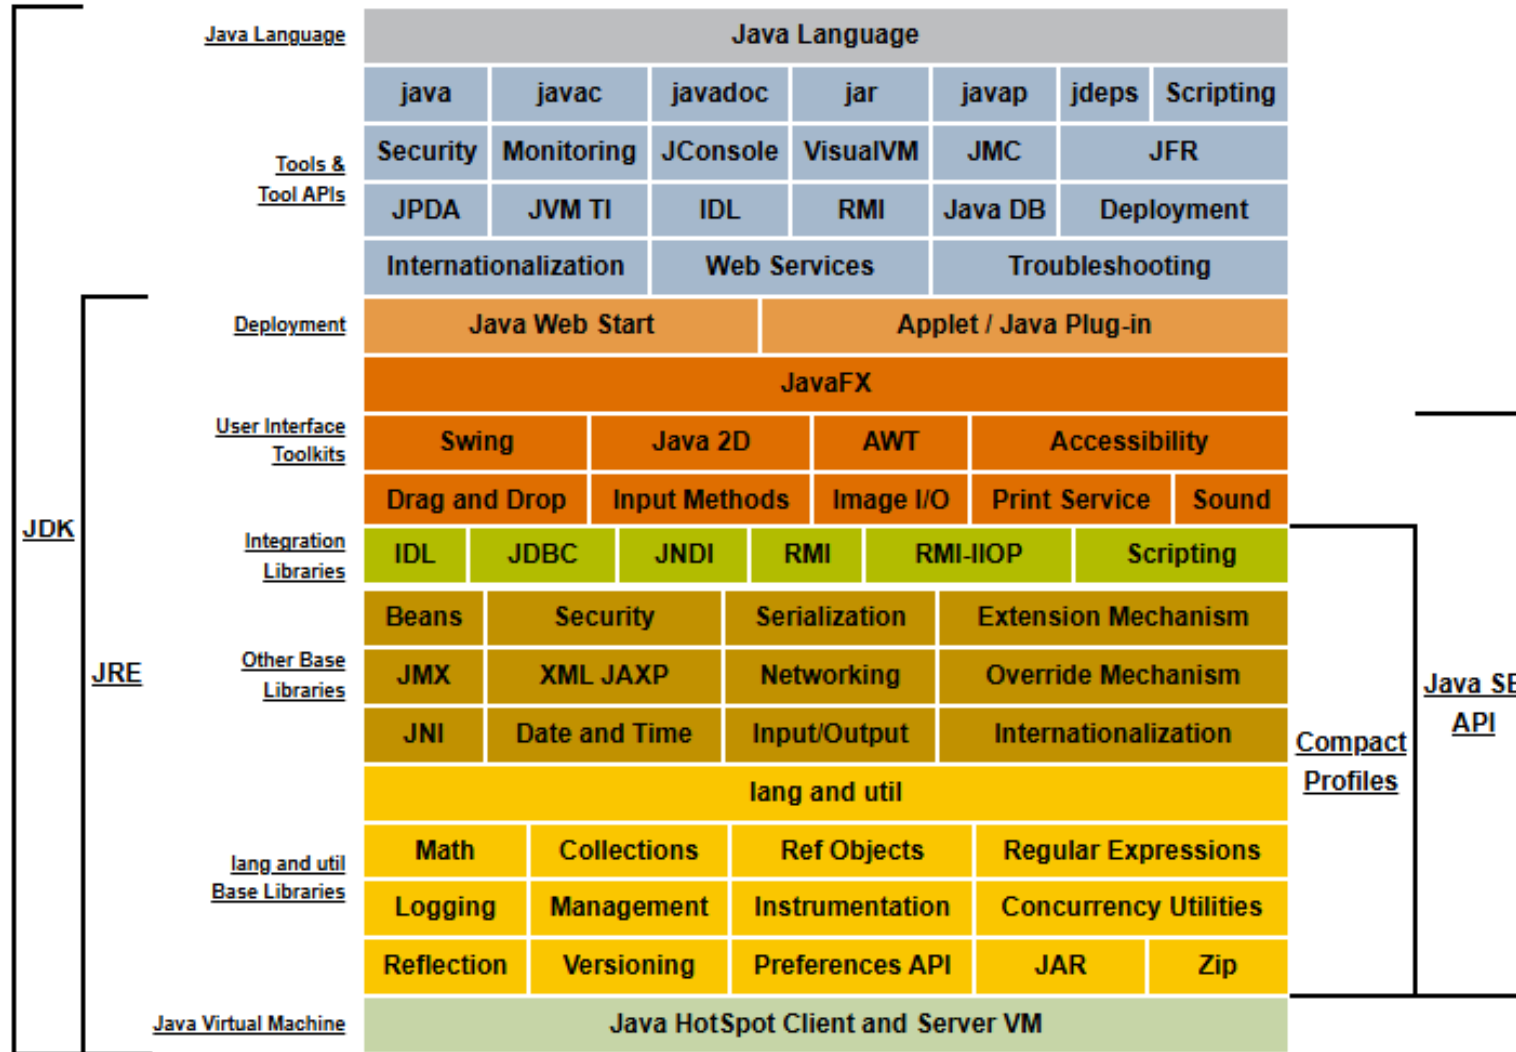 Java Language
Java Language
java javac javadoc jar javap jdeps Scripting
Tools &
Tool APIs
Security Monitoring JConsole VisualVM JMC JFR
JPDA JVM TI IDL RMI Java DB Deployment
Internationalization Web Services Troubleshooting
Deployment
Java Web Start Applet / Java Plug-in
JavaFX
User Interface
Toolkits
Swing Java 2D AWT Accessibility
Drag and Drop Input Methods Image I/O Print Service Sound
JDK
Integration
Libraries
IDL JDBC JNDI RMI RMI-IIOP Scripting
Beans Security Serialization Extension Mechanism
JRE
Other Base
Libraries
JMX XML JAXP Networking Override Mechanism
Java SE
API
JNI Date and Time Input/Output Internationalization
Compact
Profiles
lang and util
lang and util
Base Libraries
Math Collections Ref Objects Regular Expressions
Logging Management Instrumentation Concurrency Utilities
Reflection Versioning Preferences API JAR Zip
Java Virtual Machine
Java HotSpot Client and Server VM